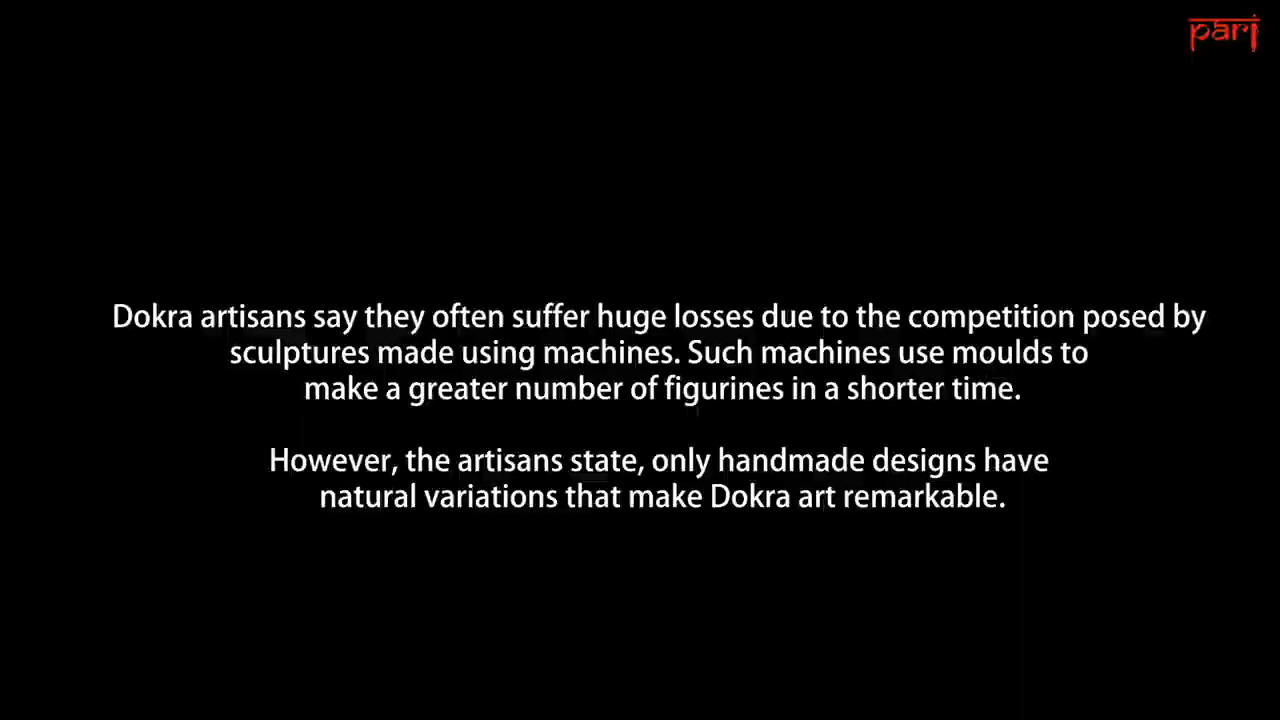 pari
Dokra artisans say they often suffer huge losses due to the competition posed by
sculptures made using machines. Such machines use moulds to
make a greater number of figurines in a shorter time.
However, the artisans state, only handmade designs have
natural variations that make Dokra art remarkable.